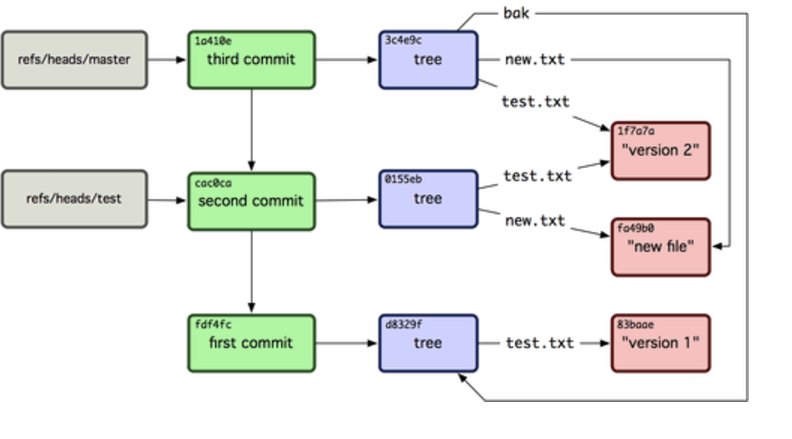 bak
refs/heads/master
1a410e
third commit
3c4e9c
tree
new.txt
test.txt
1f7a7a
"version 2"
refs/heads/test
cac0ca
second commit
0155eb
tree
test.txt
new.txt
fa49b0
"new file"
fdf4fc
first commit
d8329f
tree
test.txt
83baae
"version 1"